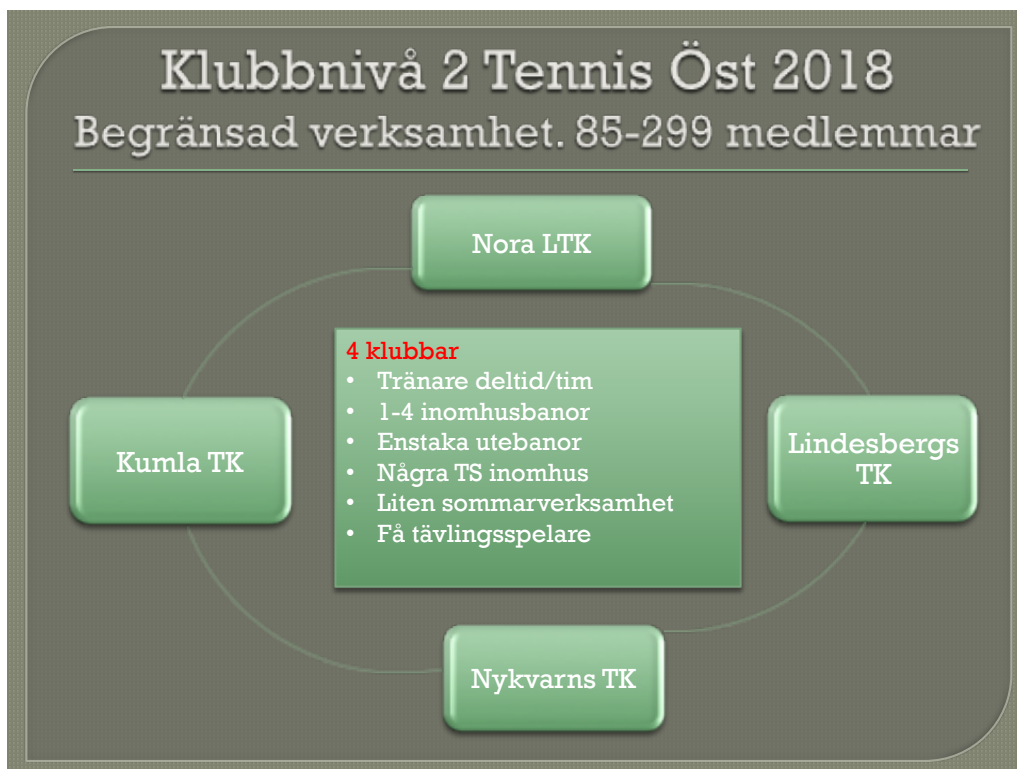 Klubbnivå 2 Tennis Öst 2018
Begränsad verksamhet. 85-299 medlemmar
Nora LTK
4 klubbar
• Tränare deltid/tim
• 1-4 inomhusbanor
• Enstaka utebanor
• Några TS inomhus
• Liten sommarverksamhet
• Få tävlingsspelare
Kumla TK
Lindesbergs
TK
Nykvarns TK